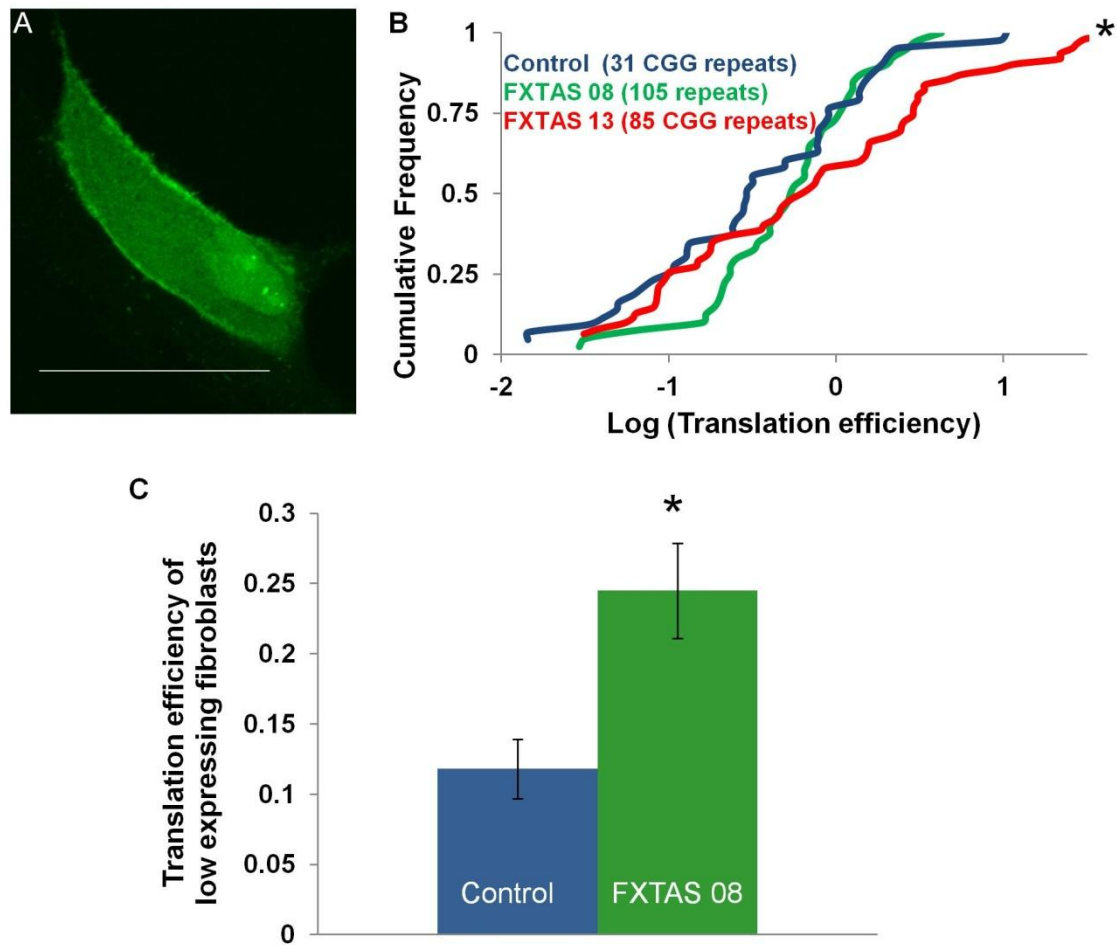 A
B
*
1
Control (31 CGG repeats)
FXTAS 08 (105 repeats)
FXTAS 13 (85 CGG repeats)
0.75
0.5
0.25
0
Cumulative Frequency
-2 -1 0 1
Log (Translation efficiency)
C
*
0.3
0.25
0.2
0.15
0.1
0.05
0
Translation efficiency of
low expressing fibroblasts
Control FXTAS 08